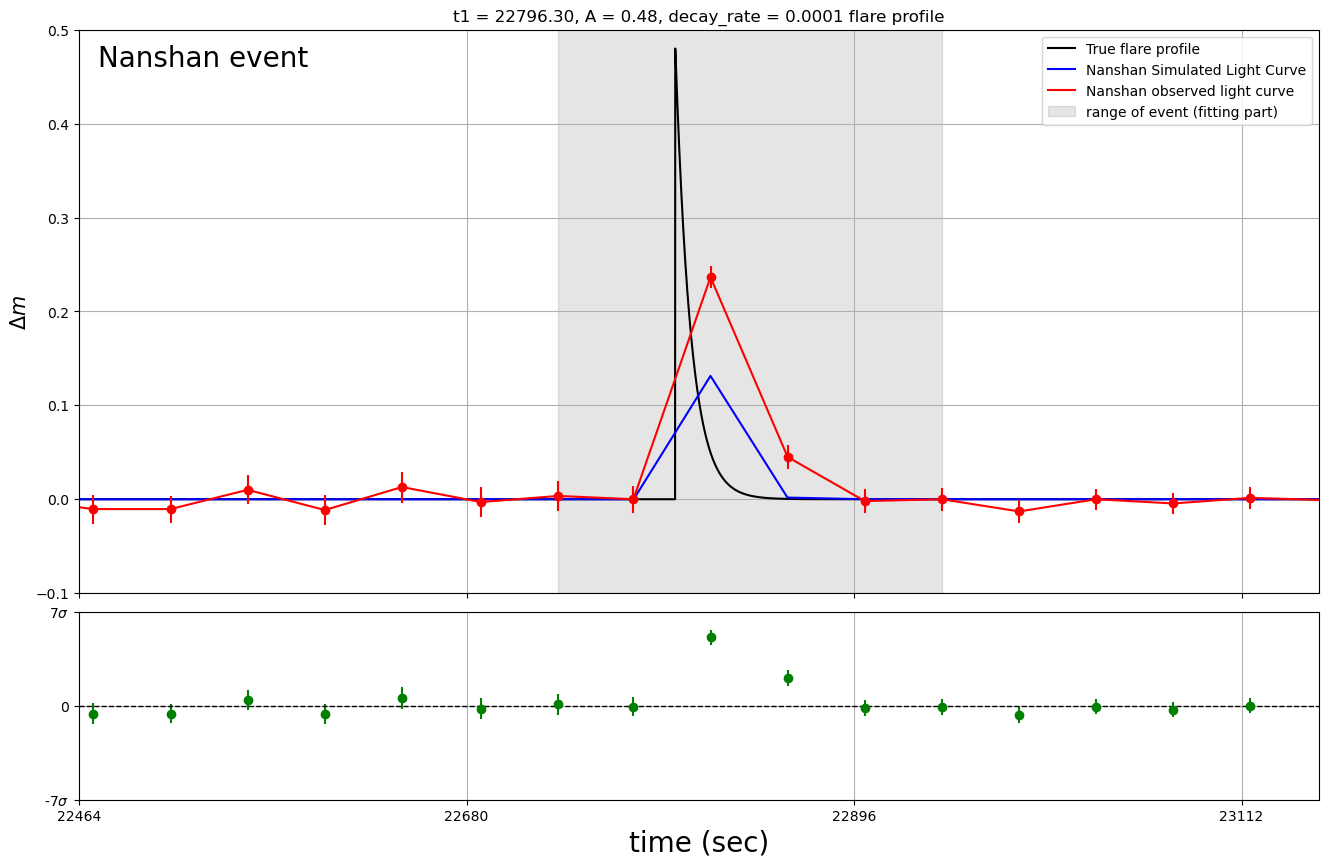 t1 = 22796.30, A = 0.48, decay_rate = 0.0001 flare profile
Nanshan event
True flare profile
Nanshan Simulated Light Curve
Nanshan observed light curve
range of event (fitting part)
0.5
0.4
0.3
0.2
0.1
0.0
−0.1
Δm
7σ
0
-7σ
22464 22680 22896 23112
time (sec)